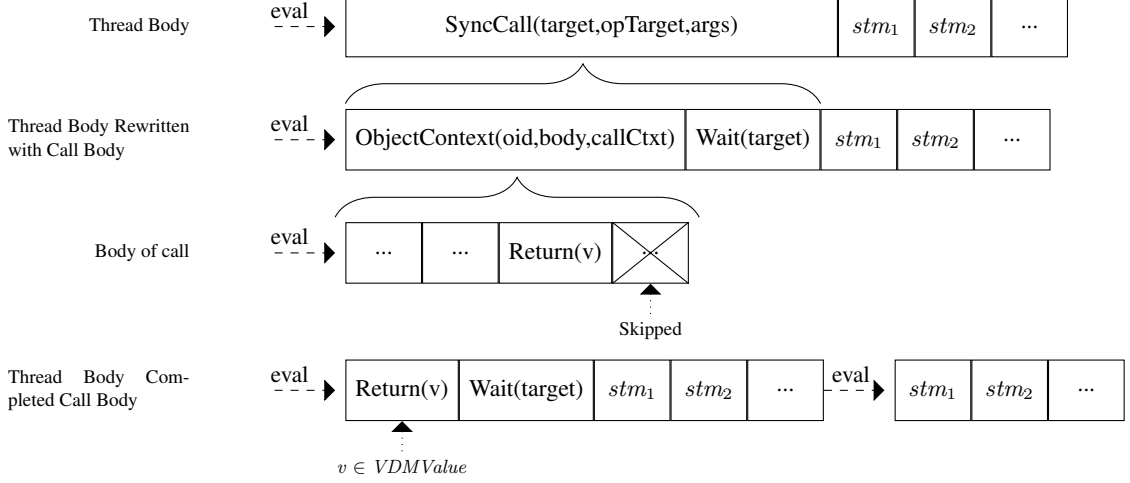 Thread Body eval SyncCall(target,opTarget,args) stm₁ stm₂ ...
Thread Body Rewritten
with Call Body
eval ObjectContext(oid,body,callCtxt) Wait(target) stm₁ stm₂ ...
Body of call eval ... ... Return(v) ...
Skipped
Thread Body Com-
pleted Call Body
eval Return(v) Wait(target) stm₁ stm₂ ... eval stm₁ stm₂ ...
v ∈ VDMValue